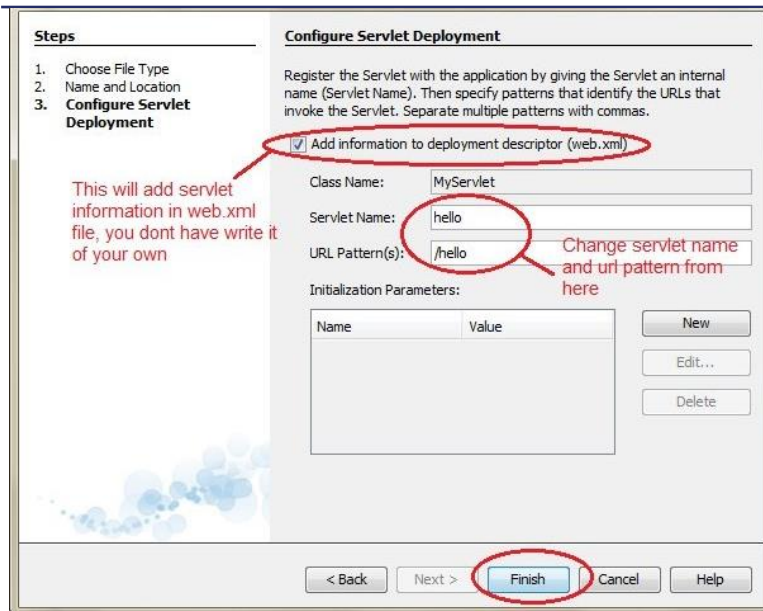 Steps
1. Choose File Type
2. Name and Location
3. Configure Servlet
Deployment
Configure Servlet Deployment
Register the Servlet with the application by giving the Servlet an internal
name (Servlet Name). Then specify patterns that identify the URLs that
invoke the Servlet. Separate multiple patterns with commas.
Add information to deployment descriptor (web.xml)
This will add servlet
information in web.xml
file, you dont have write it
of your own
Class Name: MyServlet
Servlet Name: hello
URL Pattern(s): /hello
Change servlet name
and url pattern from
here
Initialization Parameters:
Name Value
New
Edit...
Delete
< Back Next > Finish Cancel Help